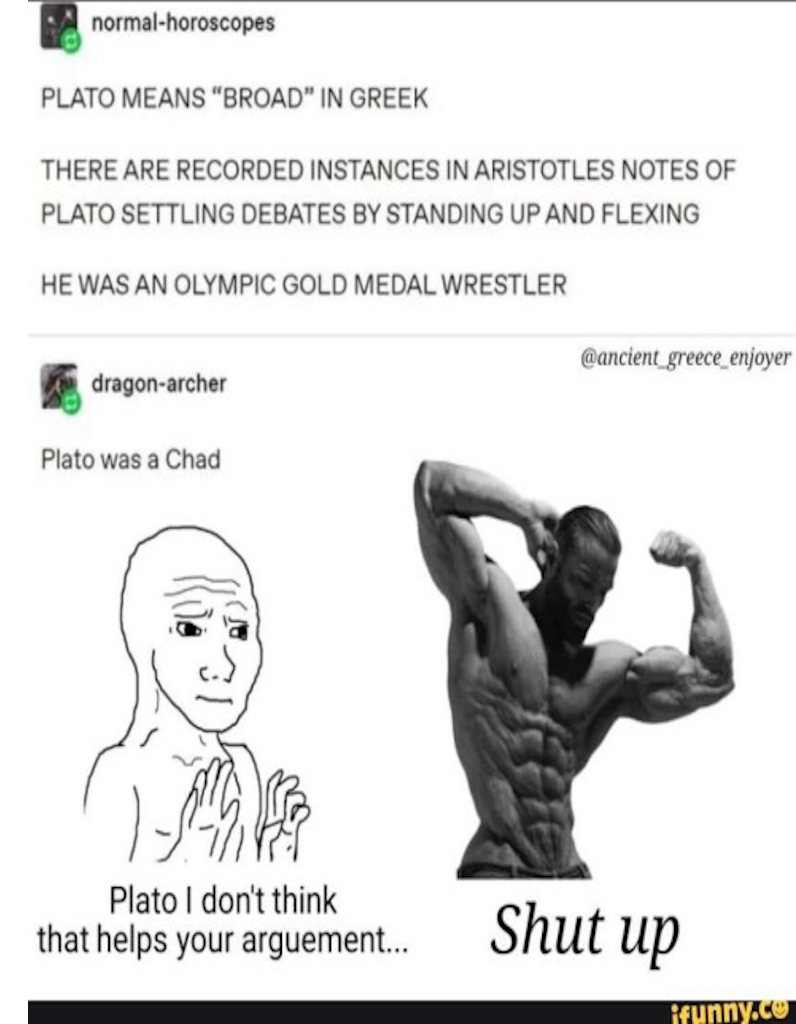 normal-horoscopes
PLATO MEANS “BROAD” IN GREEK
THERE ARE RECORDED INSTANCES IN ARISTOTLES NOTES OF
PLATO SETTLING DEBATES BY STANDING UP AND FLEXING
HE WAS AN OLYMPIC GOLD MEDAL WRESTLER
@ancient_greece_enjoyer
dragon-archer
Plato was a Chad
Plato I don't think
that helps your arguement...
Shut up
ifunny.co